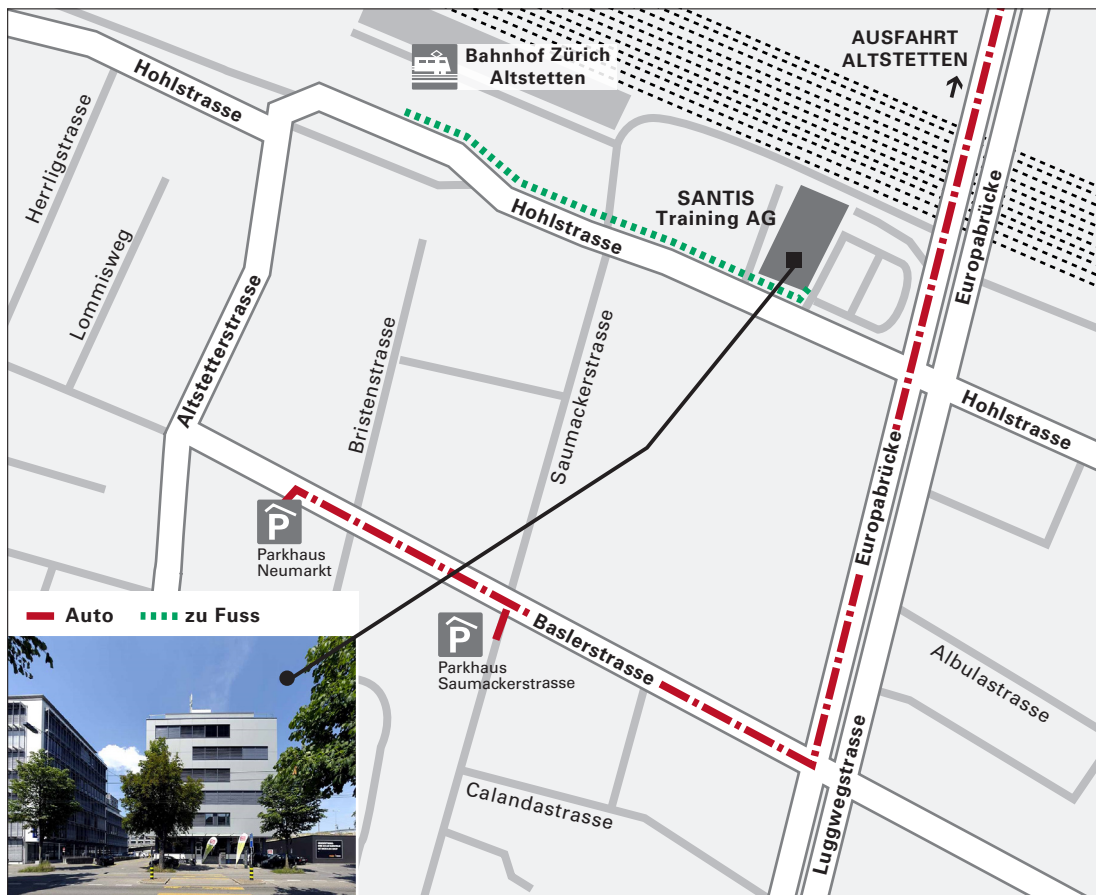 AUSFAHRT
ALTSTETTEN
Bahnhof Zürich
Altstetten
Hohlstrasse
Herrligstrasse
Lommisweg
Altstetterstrasse
Hohlstrasse
SANTIS
Training AG
Europabrücke
Hohlstrasse
Bristenstrasse
Saumackerstrasse
Europabrücke
P
Parkhaus
Neumarkt
P
Parkhaus
Saumackerstrasse
Baslerstrasse
Albulastrasse
Luggwegstrasse
Calandastrasse
Auto
zu Fuss